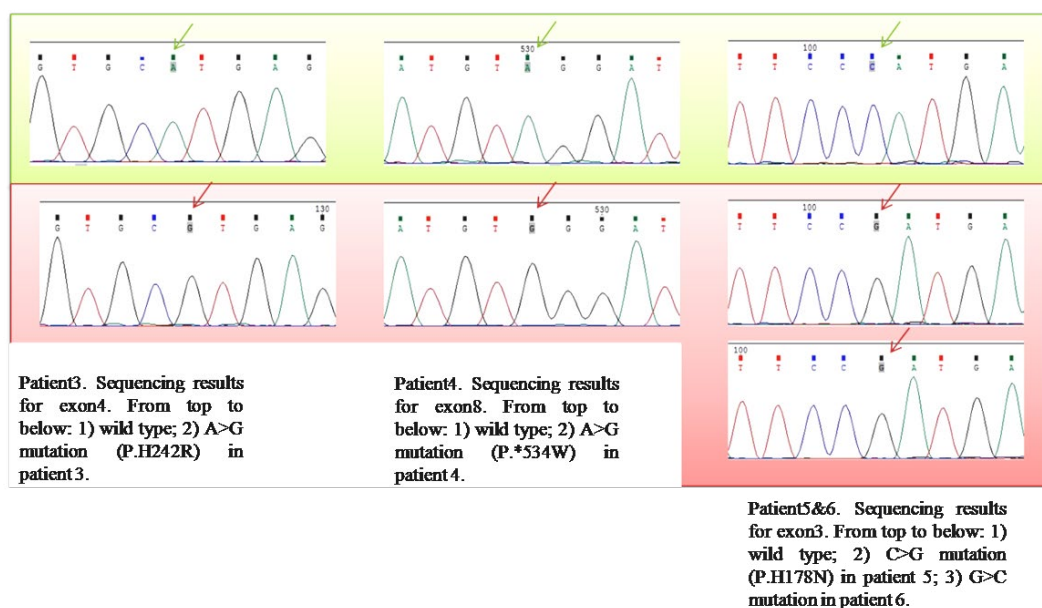 530
100
G T G C A T G A G
A T G T A G G A T
T T C C C A T G A
130
530
100
G T G C G T G A G
A T G T G G G A T
T T C C G A T G A
100
T T C C G A T G A
Patient3. Sequencing results
for exon4. From top to
below: 1) wild type; 2) A>G
mutation (P.H242R) in
patient 3.
Patient4. Sequencing results
for exon8. From top to
below: 1) wild type; 2) A>G
mutation (P.*534W) in
patient 4.
Patient5&6. Sequencing results
for exon3. From top to below: 1)
wild type; 2) C>G mutation
(P.H178N) in patient 5; 3) G>C
mutation in patient 6.